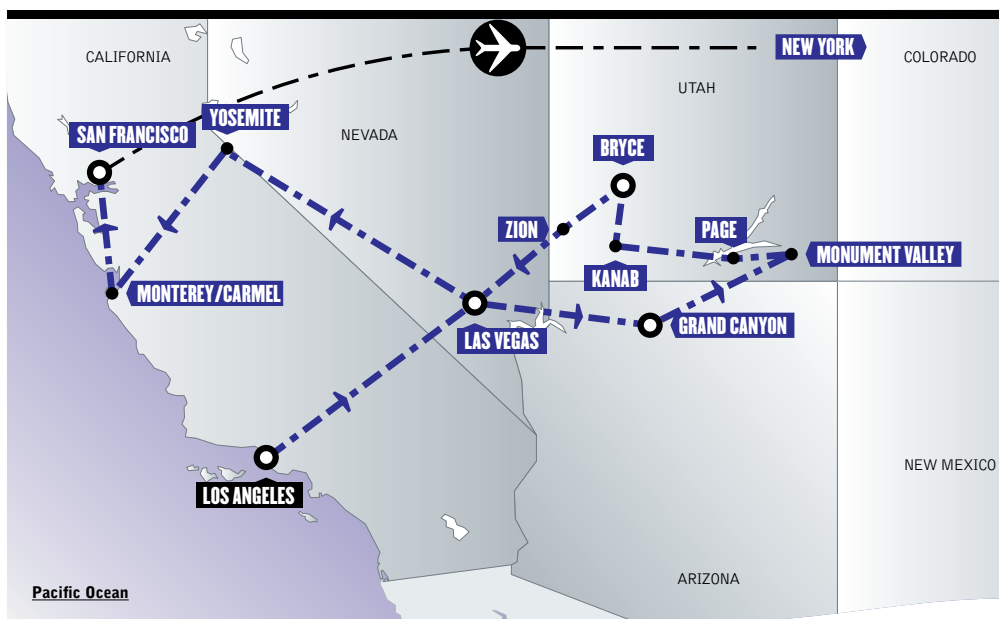 NEW YORK
CALIFORNIA
COLORADO
UTAH
YOSEMITE
SAN FRANCISCO
NEVADA
BRYCE
ZION
PAGE
MONUMENT VALLEY
KANAB
MONTEREY/CARMEL
GRAND CANYON
LAS VEGAS
NEW MEXICO
LOS ANGELES
ARIZONA
Pacific Ocean